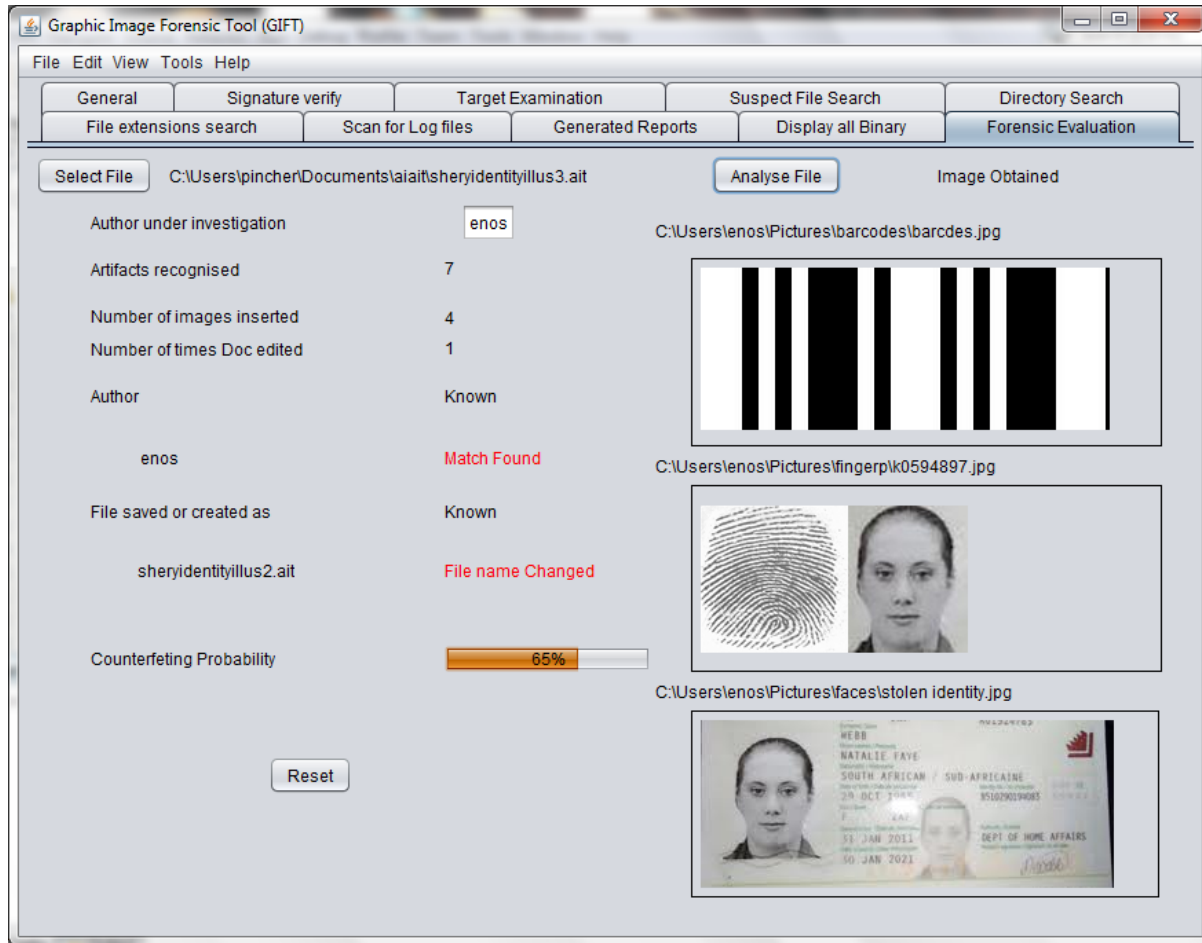 Graphic Image Forensic Tool (GIFT)
File Edit View Tools Help
General Signature verify Target Examination Suspect File Search Directory Search
File extensions search Scan for Log files Generated Reports Display all Binary Forensic Evaluation
Select File C:\Users\pincher\Documents\aiait\sheryidentityillus3.ait Analyse File Image Obtained
Author under investigation enos
Artifacts recognised 7
Number of images inserted 4
Number of times Doc edited 1
Author Known
enos Match Found
File saved or created as Known
sheryidentityillus2.ait File name Changed
Counterfeiting Probability 65%
Reset
C:\Users\enos\Pictures\barcodes\barcdes.jpg
C:\Users\enos\Pictures\fingerp\k0594897.jpg
C:\Users\enos\Pictures\faces\stolen identity.jpg
WEBB
NATALIE FAYE
SOUTH AFRICAN / SUD-AFRICAINE
29 OCT 1985
F
31 JAN 2011 DEPT OF HOME AFFAIRS
30 JAN 2021